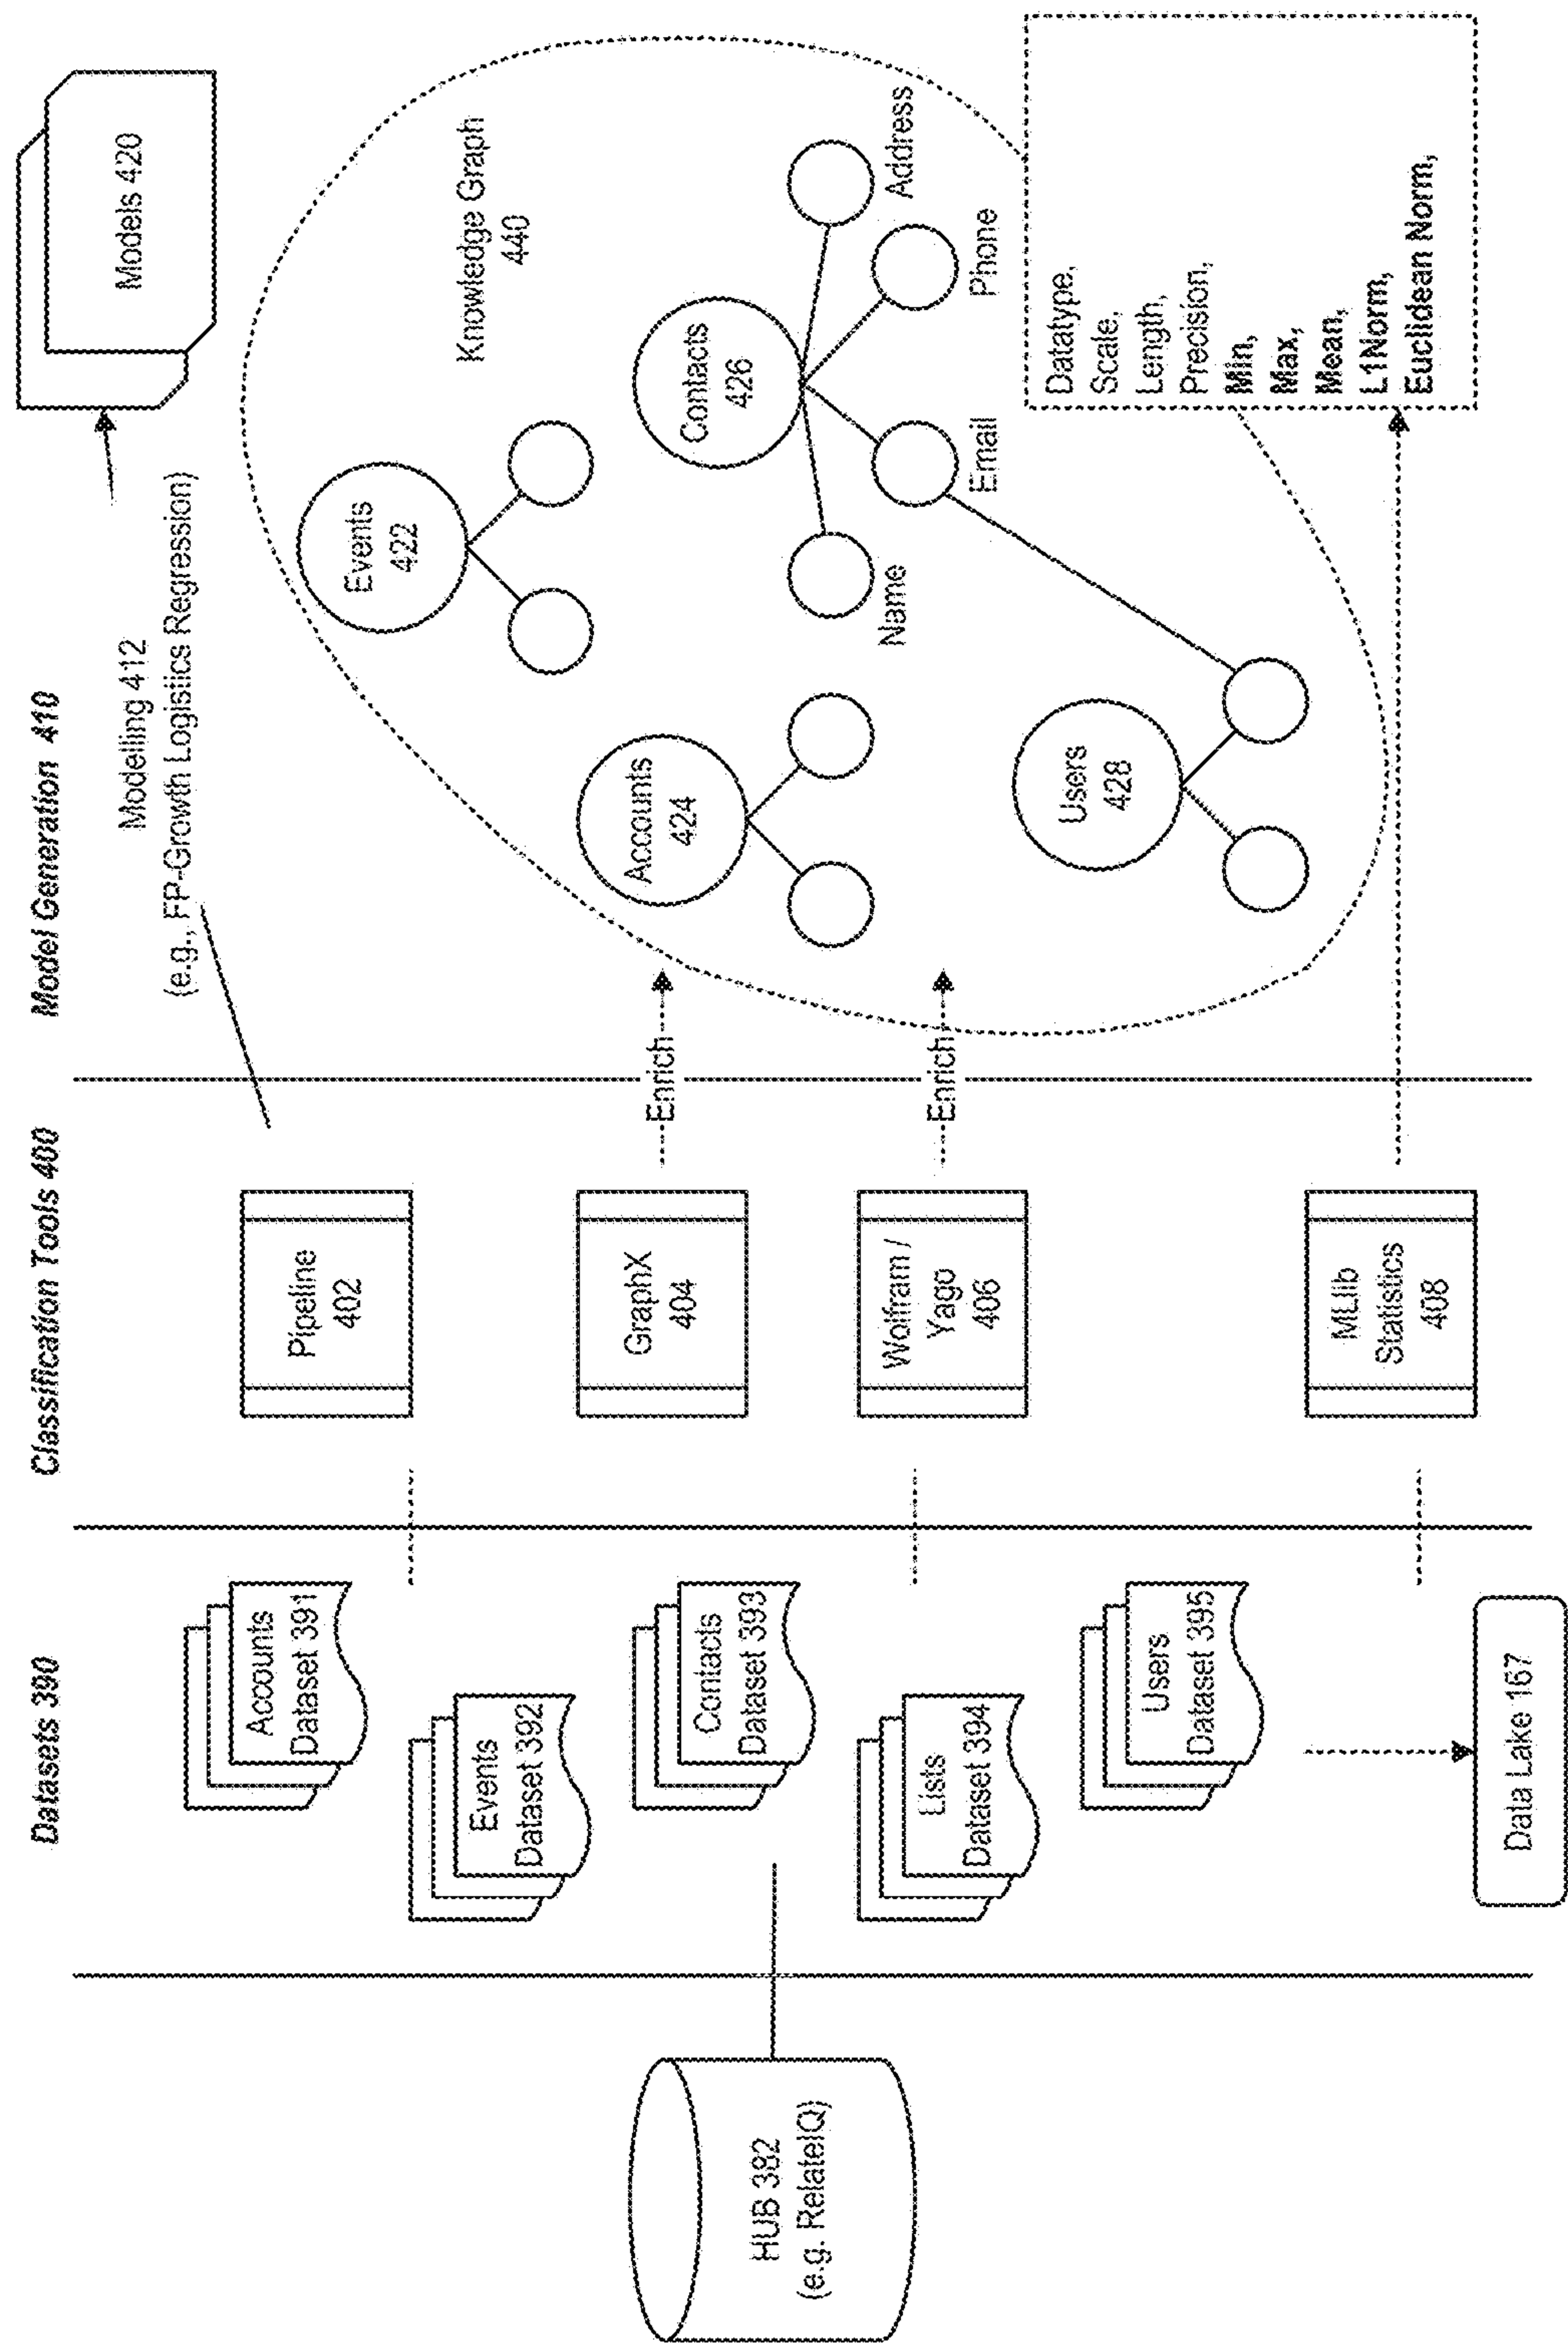 Datasets 390
Classification Tools 400
Model Generation 410
HUB 382
(e.g. RelateIQ)
Accounts
Dataset 391
Events
Dataset 392
Contacts
Dataset 393
Lists
Dataset 394
Users
Dataset 395
Data Lake 167
Pipeline
402
GraphX
404
Wolfram /
Yago
406
MLlib
Statistics
408
Modelling 412
(e.g., FP-Growth Logistics Regression)
Models 420
Enrich
Enrich
Knowledge Graph
440
Events
422
Accounts
424
Contacts
426
Name
Email
Phone
Address
Users
428
Datatype,
Scale,
Length,
Precision,
Min,
Max,
Mean,
L1Norm,
Euclidean Norm,